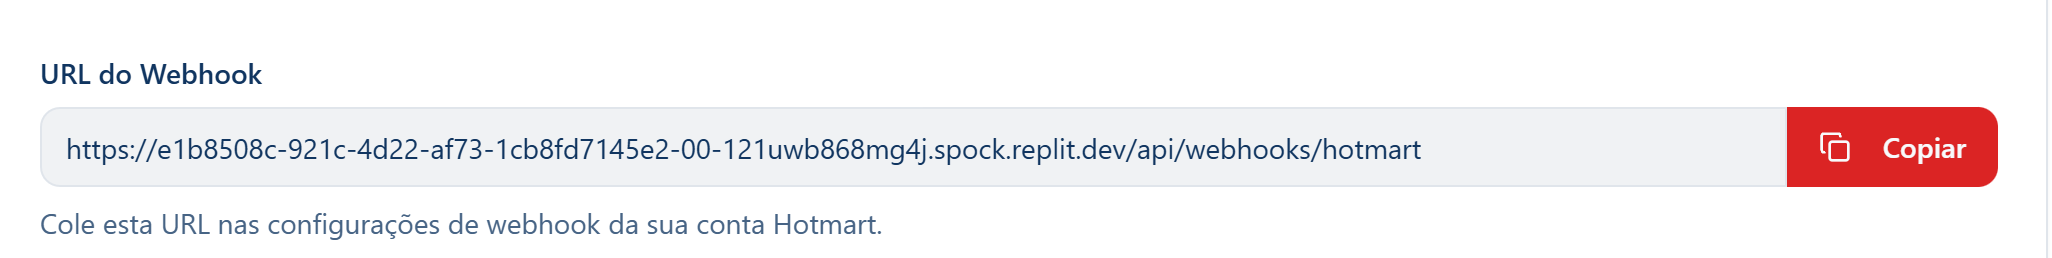 URL do Webhook
https://e1b8508c-921c-4d22-af73-1cb8fd7145e2-00-121uwb868mg4j.spock.replit.dev/api/webhooks/hotmart
Copiar
Cole esta URL nas configurações de webhook da sua conta Hotmart.